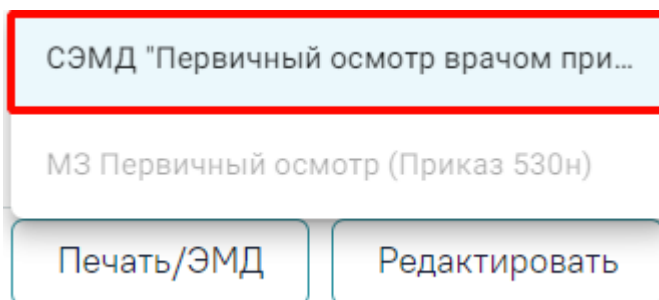 СЭМД "Первичный осмотр врачом при...
МЗ Первичный осмотр (Приказ 530н)
Печать/ЭМД Редактировать